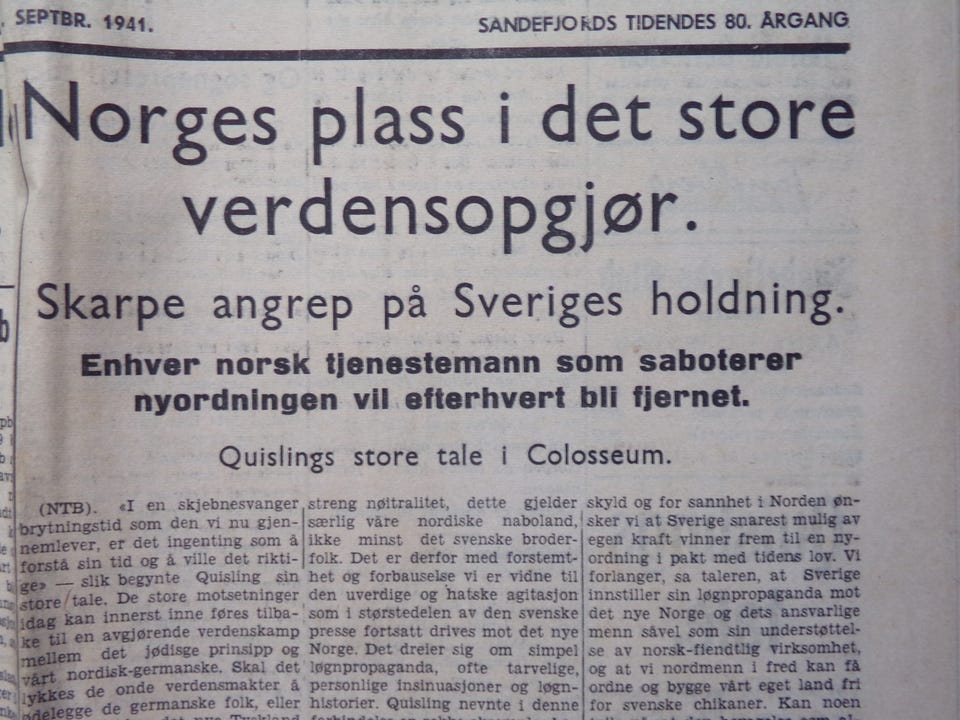 SEPTBR. 1941.
SANDEFJORDS TIDENDES 80. ÅRGANG
Norges plass i det store
verdensopgjør.
Skarpe angrep på Sveriges holdning.
Enhver norsk tjenestemann som saboterer
nyordningen vil efterhvert bli fjernet.
Quislings store tale i Colosseum.
(NTB). «I en skjebnesvanger
brytningstid som den vi nu gjen-
nemlever, er det ingenting som å
forstå sin tid og å ville det rikti-
ge» — slik begynte Quisling sin
store tale. De store motsetninger
idag kan innerst inne føres tilba-
ke til en avgjørende verdenskamp
mellem det jødisge prinsipp og
vårt nordisk-germanske. Skal det
lykkes de onde verdensmakter å
ødelegge de germanske folk, eller
det nye Tyskland
streng nøitralitet, dette gjelder
særlig våre nordiske naboland,
ikke minst det svenske broder-
folk. Det er derfor med forstemt-
het og forbauselse vi er vidne til
den uverdige og hatske agitasjon
som i størstedelen av den svenske
presse fortsatt drives mot det nye
Norge. Det dreier sig om simpel
løgnpropaganda, ofte tarvelige,
personlige insinuasjoner og løgn-
historier. Quisling nevnte i denne
skyld og for sannhet i Norden øn-
sker vi at Sverige snarest mulig av
egen kraft vinner frem til en ny-
ordning i pakt med tidens lov. Vi
forlanger, sa taleren, at Sverige
innstiller sin løgnpropaganda mot
det nye Norge og dets ansvarlige
menn såvel som sin understøttel-
se av norsk-fiendtlig virksomhet,
og at vi nordmenn i fred kan få
ordne og bygge vårt eget land fri
for svenske chikaner. Kan noen